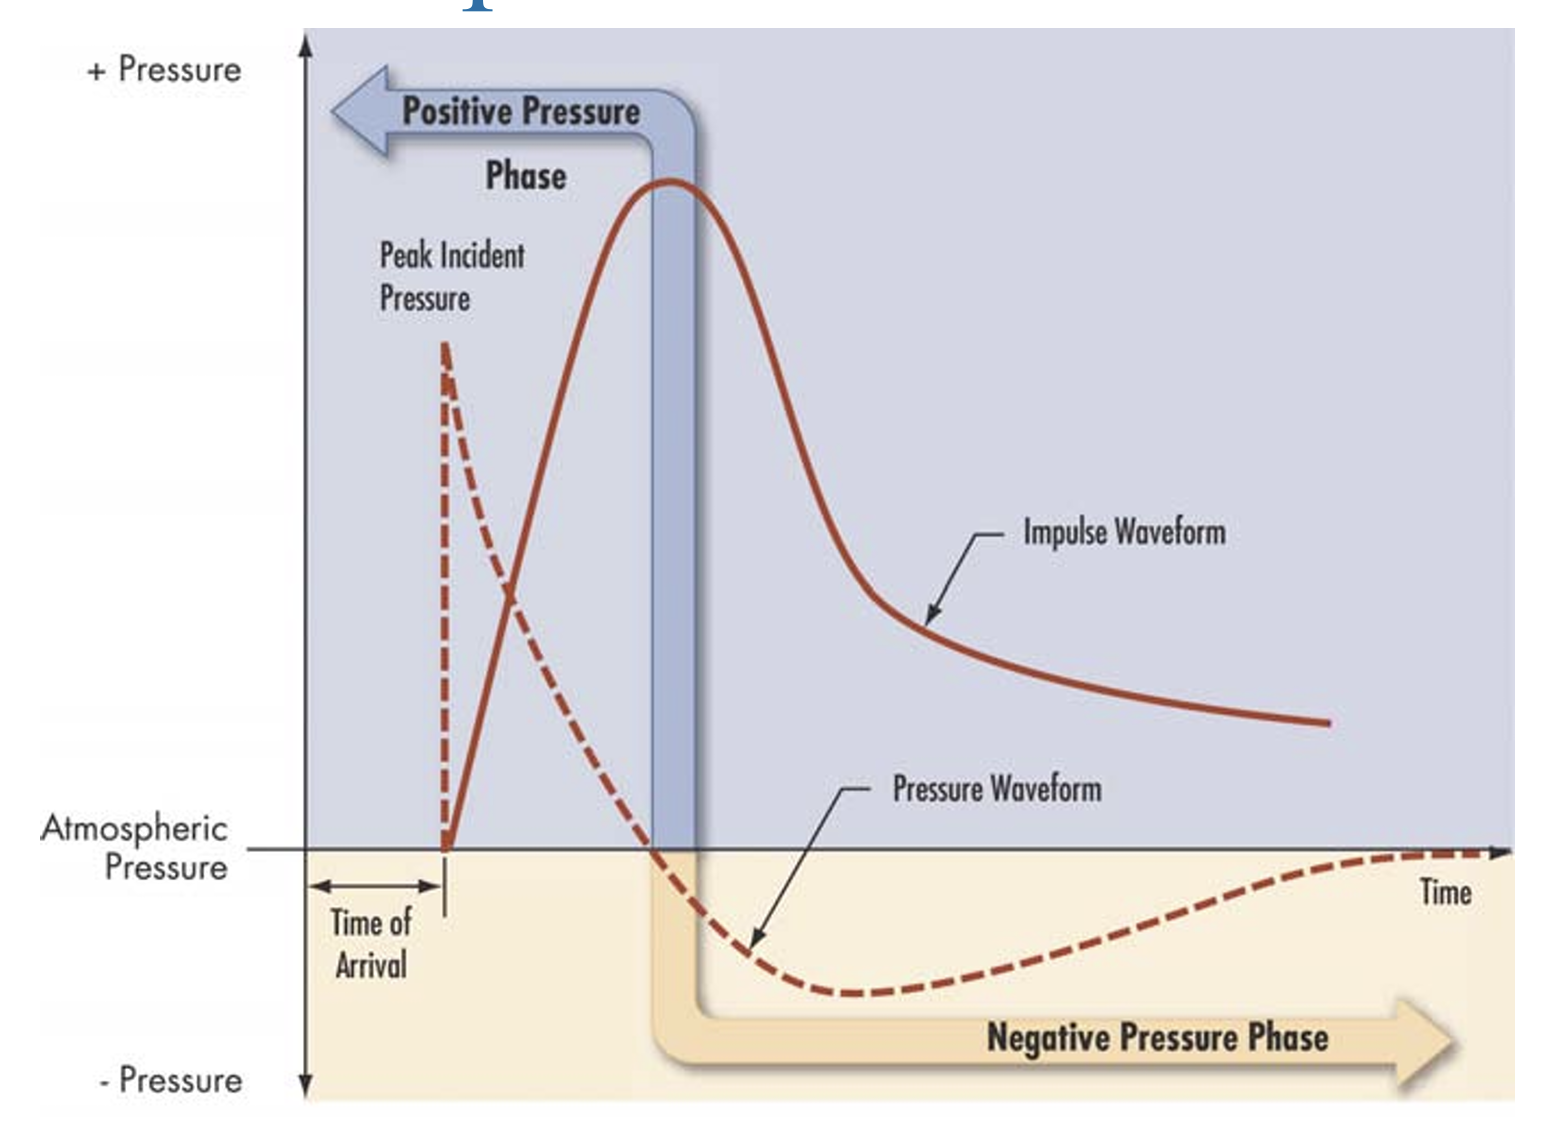 + Pressure
Positive Pressure
Phase
Peak Incident
Pressure
Impulse Waveform
Pressure Waveform
Atmospheric
Pressure
Time
Time of
Arrival
Negative Pressure Phase
- Pressure